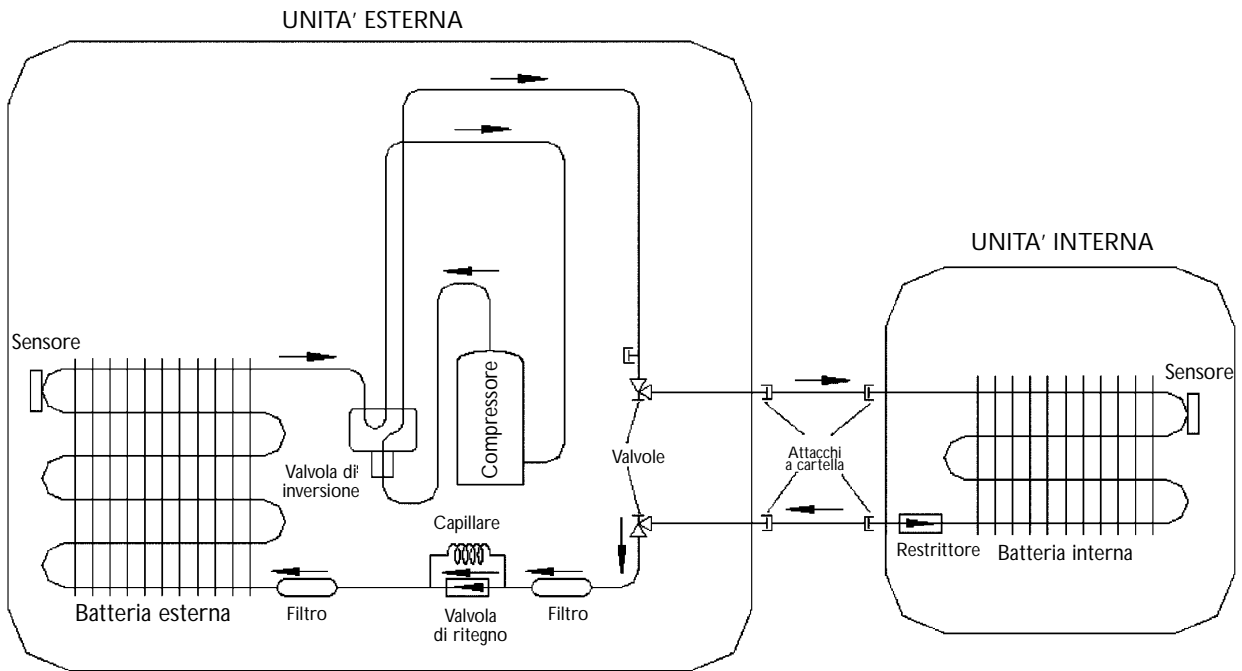 UNITA' ESTERNA
UNITA' INTERNA
Sensore
Compressore
Sensore
Valvola di
inversione
Valvole
Attacchi
a cartella
Capillare
Restrittore
Batteria interna
Batteria esterna
Filtro
Valvola
di ritegno
Filtro